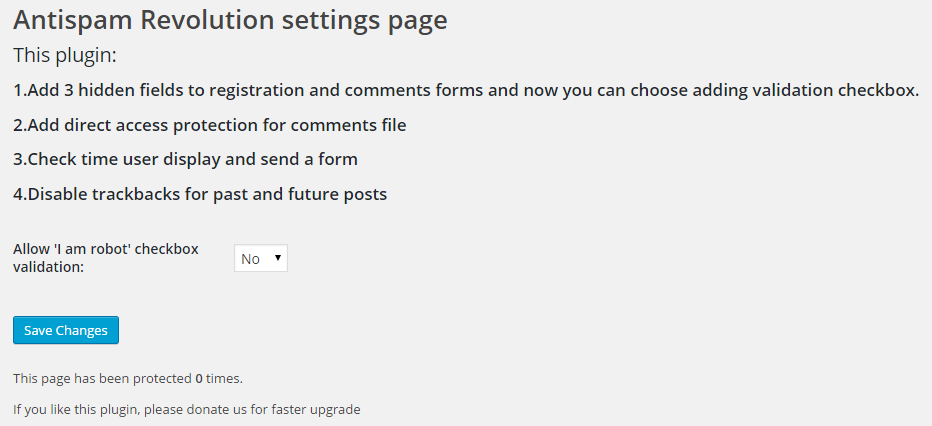 Antispam Revolution settings page
This plugin:
1.Add 3 hidden fields to registration and comments forms and now you can choose adding validation checkbox.
2.Add direct access protection for comments file
3.Check time user display and send a form
4.Disable trackbacks for past and future posts
Allow 'I am robot' checkbox
validation:
No
Save Changes
This page has been protected 0 times.
If you like this plugin, please donate us for faster upgrade